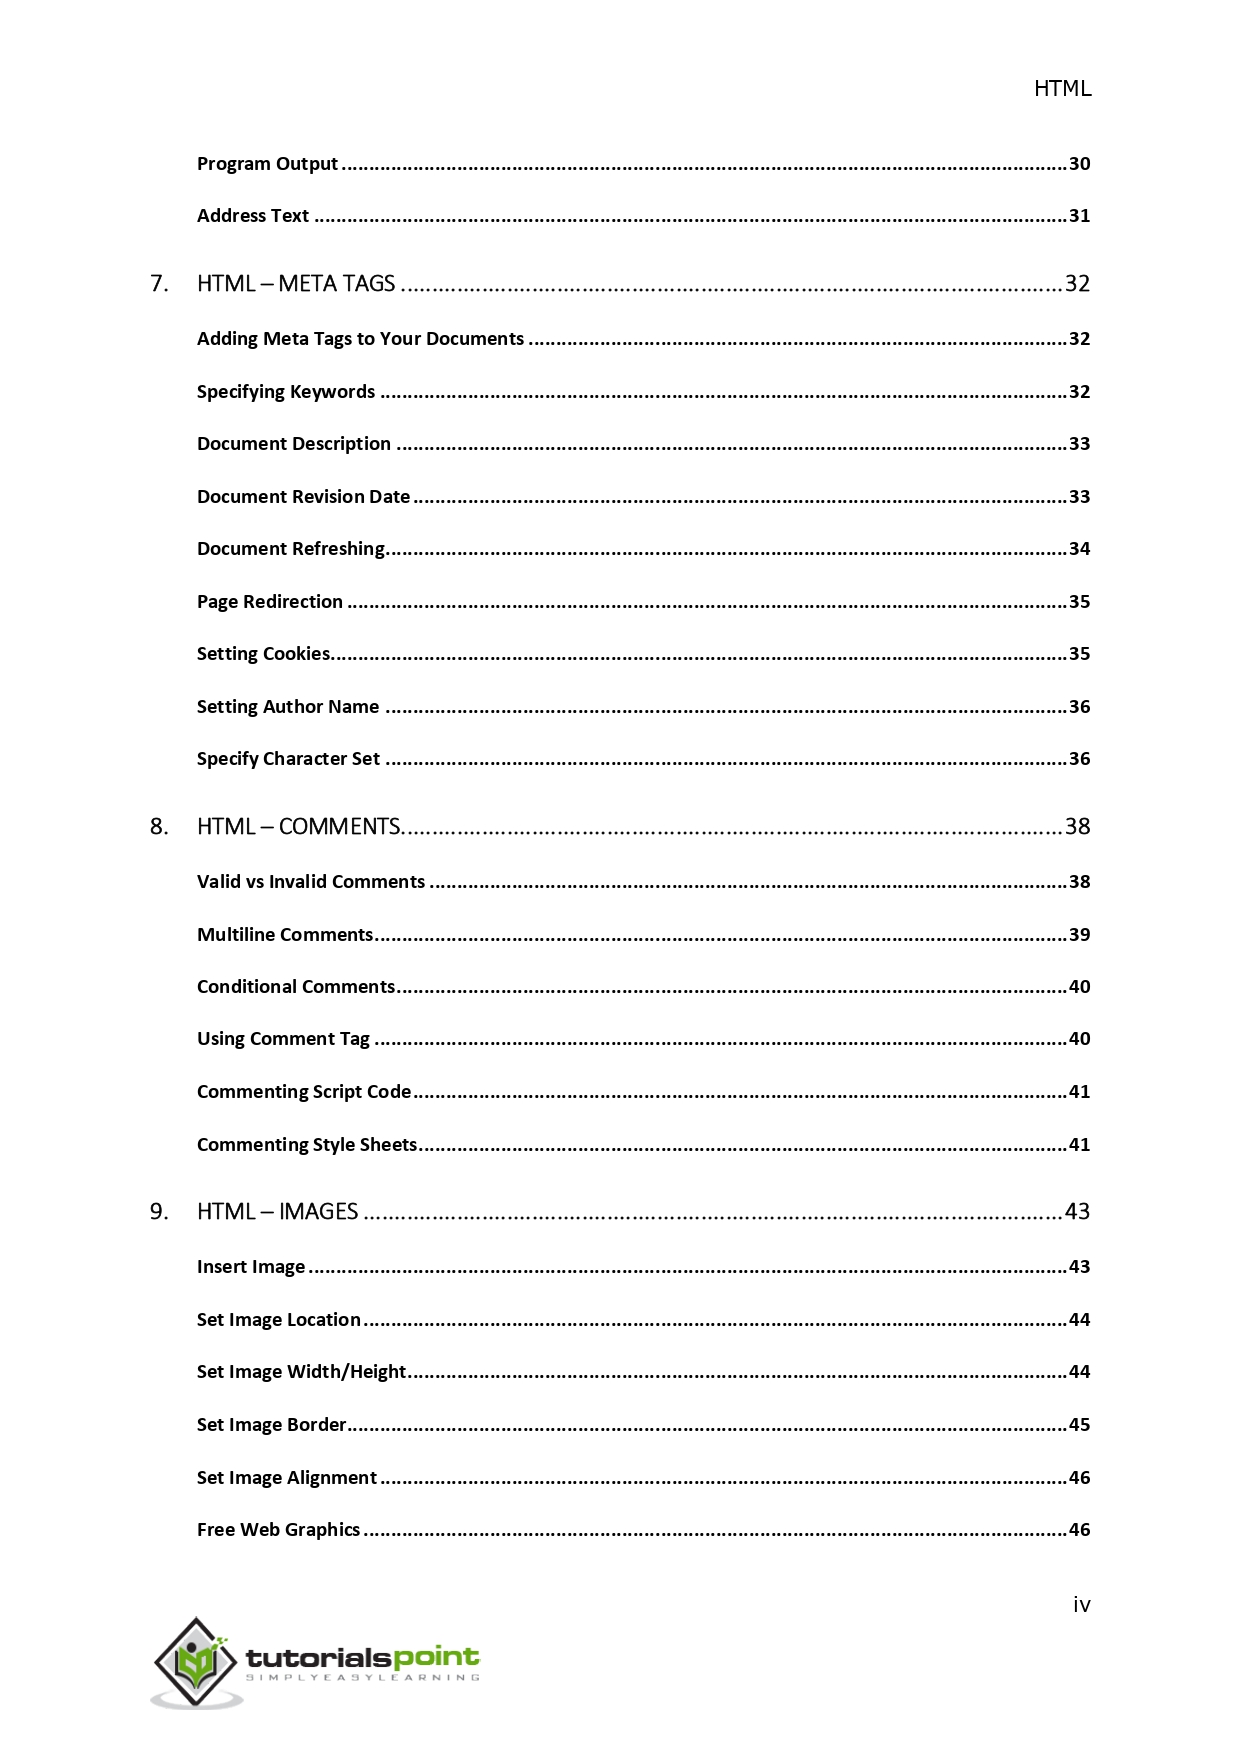 HTML
Program Output ........................................ 30
Address Text ........................................ 31
7. HTML – META TAGS ........................................ 32
Adding Meta Tags to Your Documents ........................................ 32
Specifying Keywords ........................................ 32
Document Description ........................................ 33
Document Revision Date ........................................ 33
Document Refreshing ........................................ 34
Page Redirection ........................................ 35
Setting Cookies ........................................ 35
Setting Author Name ........................................ 36
Specify Character Set ........................................ 36
8. HTML – COMMENTS ........................................ 38
Valid vs Invalid Comments ........................................ 38
Multiline Comments ........................................ 39
Conditional Comments ........................................ 40
Using Comment Tag ........................................ 40
Commenting Script Code ........................................ 41
Commenting Style Sheets ........................................ 41
9. HTML – IMAGES ........................................ 43
Insert Image ........................................ 43
Set Image Location ........................................ 44
Set Image Width/Height ........................................ 44
Set Image Border ........................................ 45
Set Image Alignment ........................................ 46
Free Web Graphics ........................................ 46
iv
tutorialspoint
SIMPLYEASYLEARNING